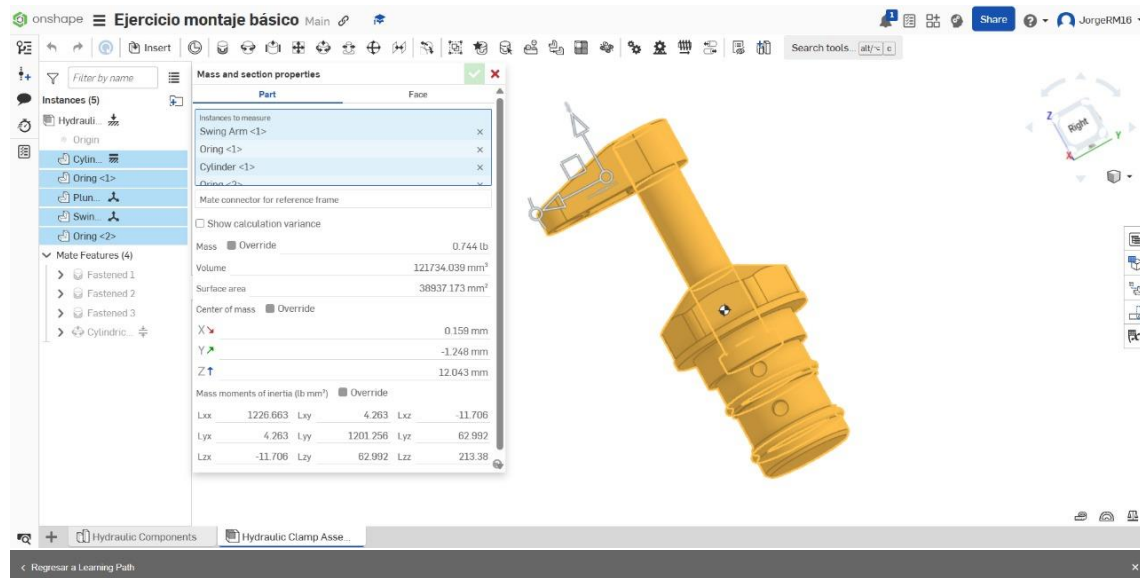 onshape Ejercicio montaje básico Main
1 Share JorgeRM16
Insert Search tools... alt/⌥ c
Filter by name
Instances (5)
Hydrauli...
Origin
Cylin...
Oring <1>
Plun...
Swin...
Oring <2>
Mate Features (4)
Fastened 1
Fastened 2
Fastened 3
Cylindric...
Mass and section properties
Part Face
Instances to measure
Swing Arm <1>
Oring <1>
Cylinder <1>
Oring <2>
Mate connector for reference frame
Show calculation variance
Mass Override 0.744 lb
Volume 121734.039 mm³
Surface area 38937.173 mm²
Center of mass Override
X 0.159 mm
Y -1.248 mm
Z 12.043 mm
Mass moments of inertia (lb mm²) Override
Lxx 1226.663 Lxy 4.263 Lxz -11.706
Lyx 4.263 Lyy 1201.256 Lyz 62.992
Lzx -11.706 Lzy 62.992 Lzz 213.38
Z Right Y
X
Hydraulic Components Hydraulic Clamp Asse...
< Regresar a Learning Path